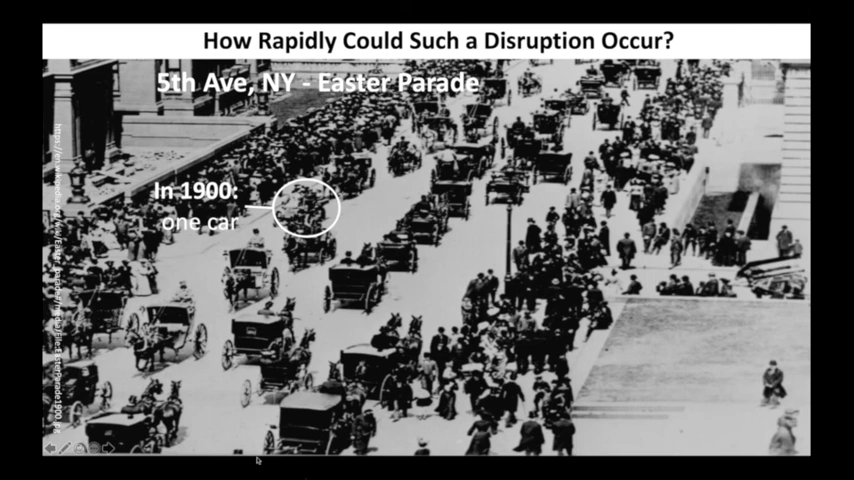 How Rapidly Could Such a Disruption Occur?
5th Ave, NY - Easter Parade
In 1900:
one car